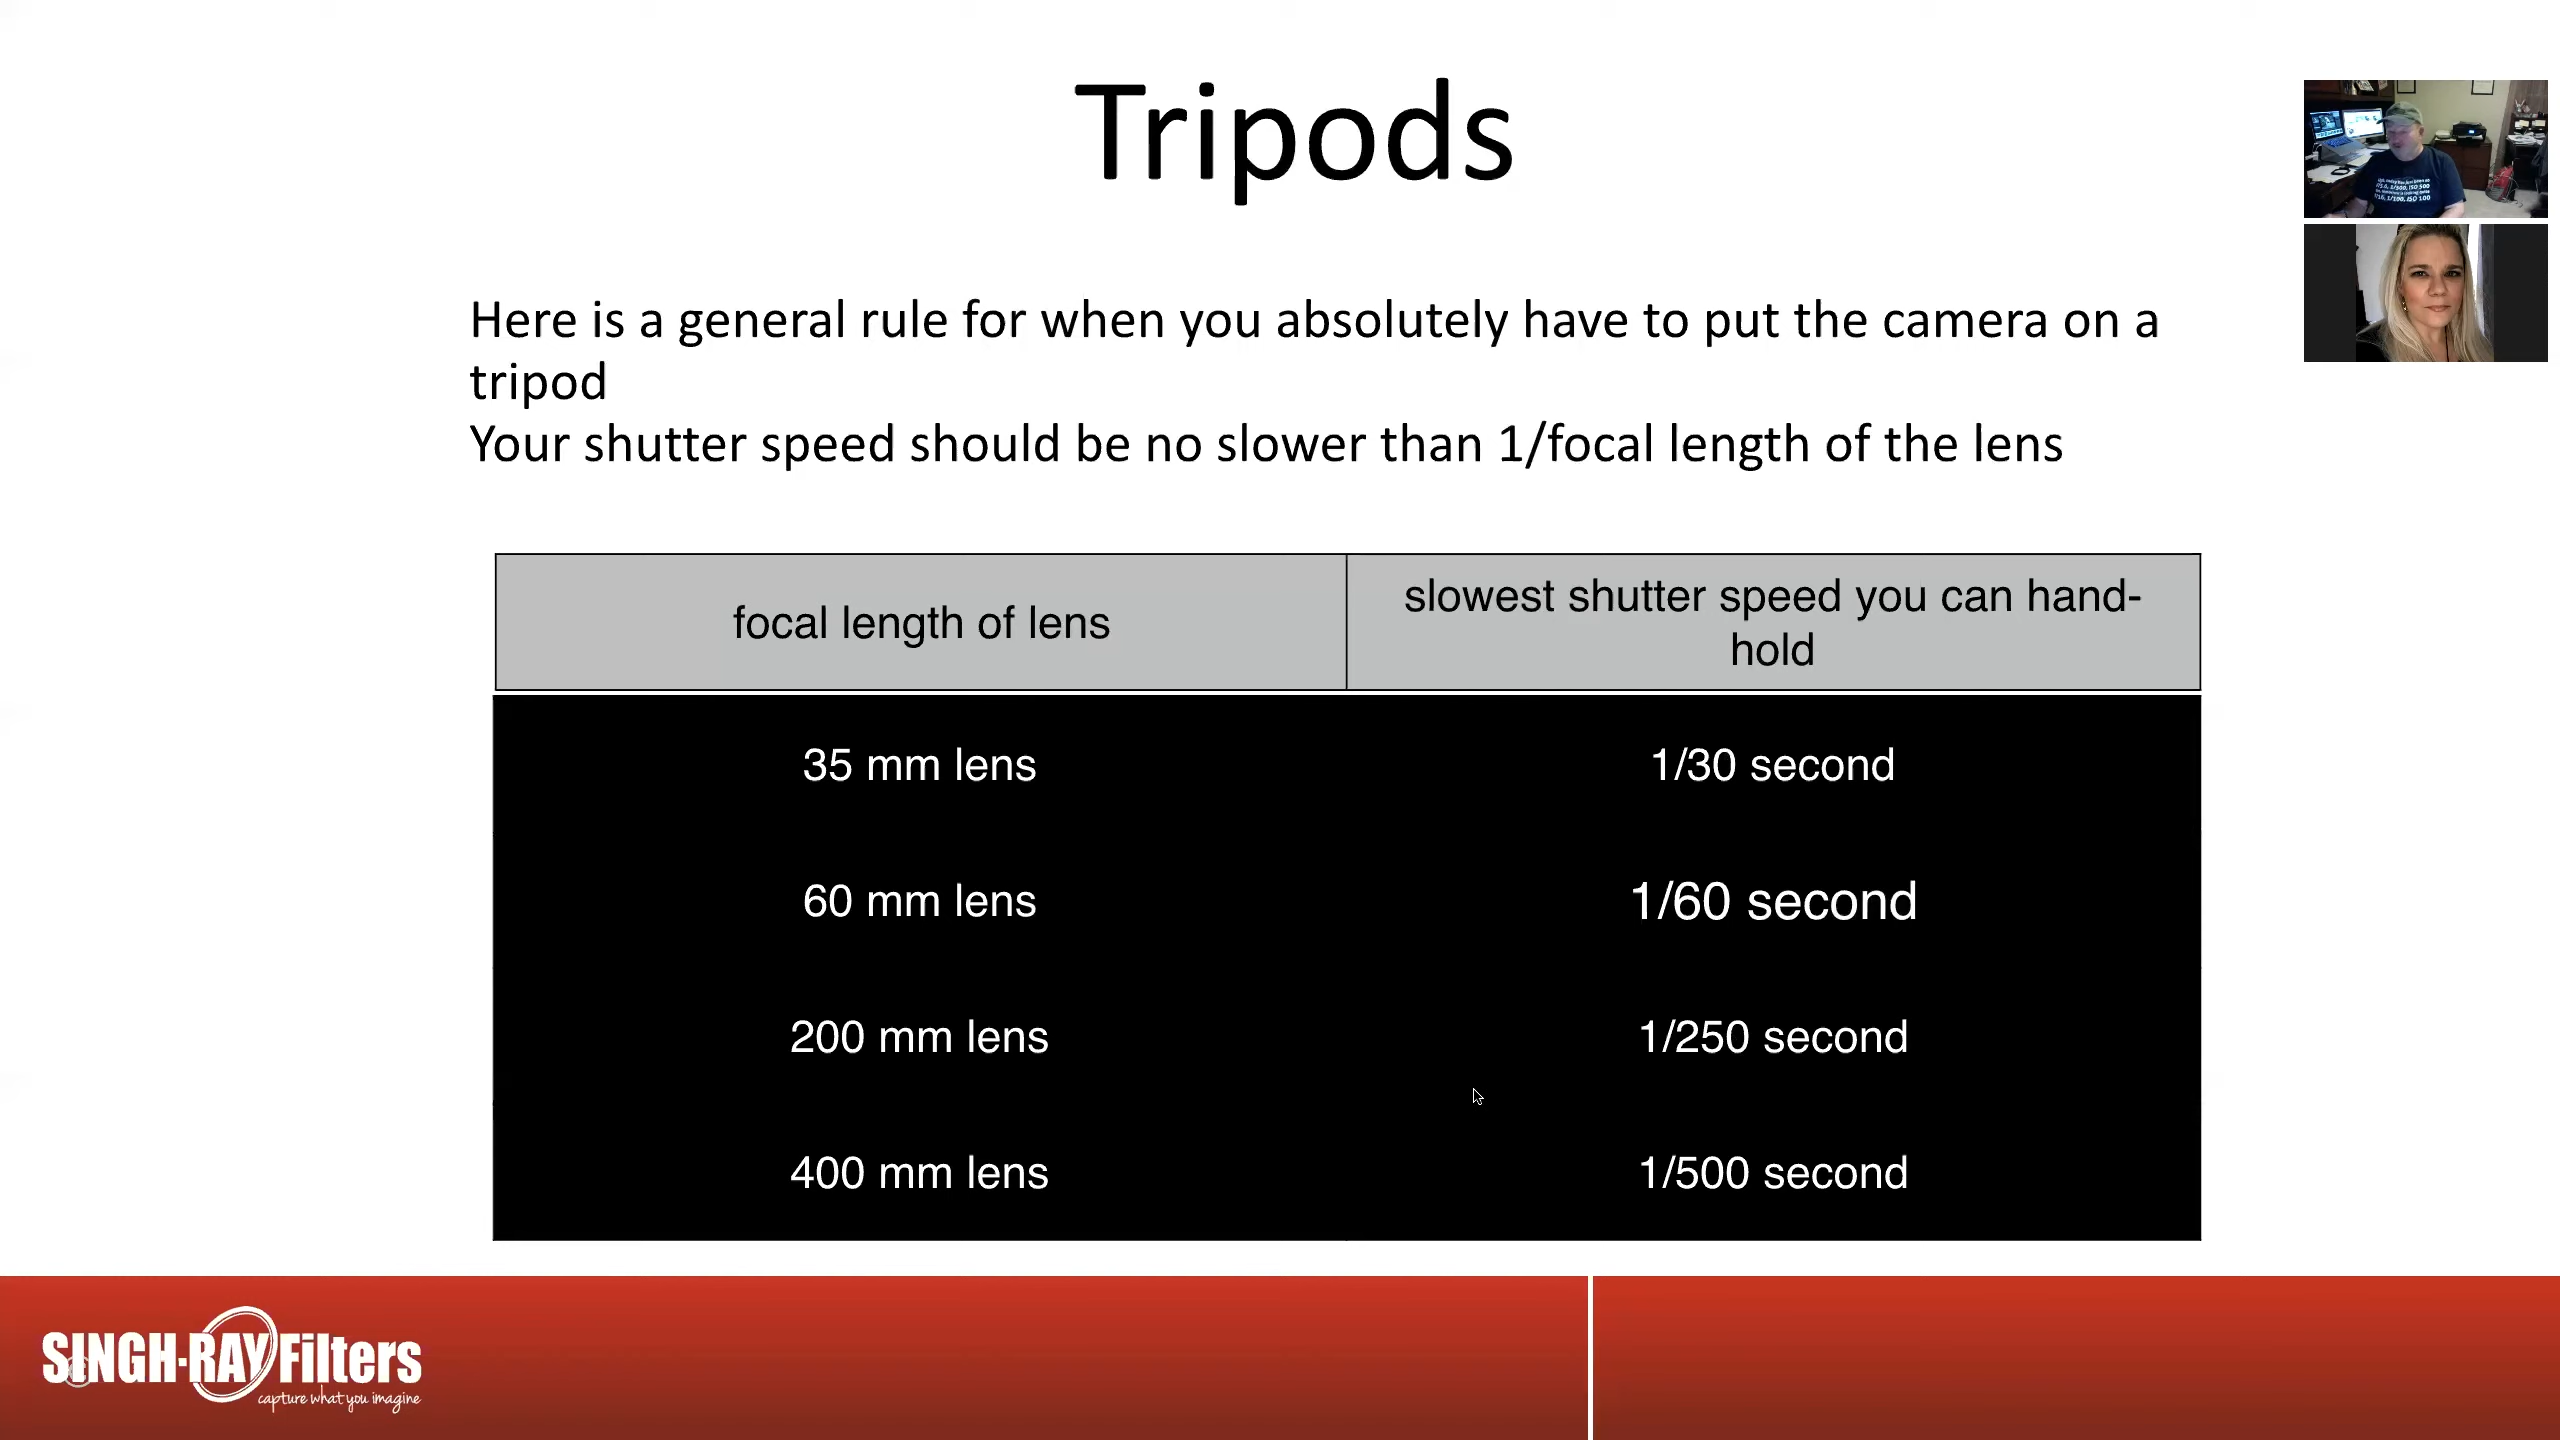 Tripods
Here is a general rule for when you absolutely have to put the camera on a
tripod
Your shutter speed should be no slower than 1/focal length of the lens
focal length of lens
slowest shutter speed you can hand-
hold
35 mm lens
1/30 second
60 mm lens
1/60 second
200 mm lens
1/250 second
400 mm lens
1/500 second
SINGH-RAY Filters
capture what you imagine